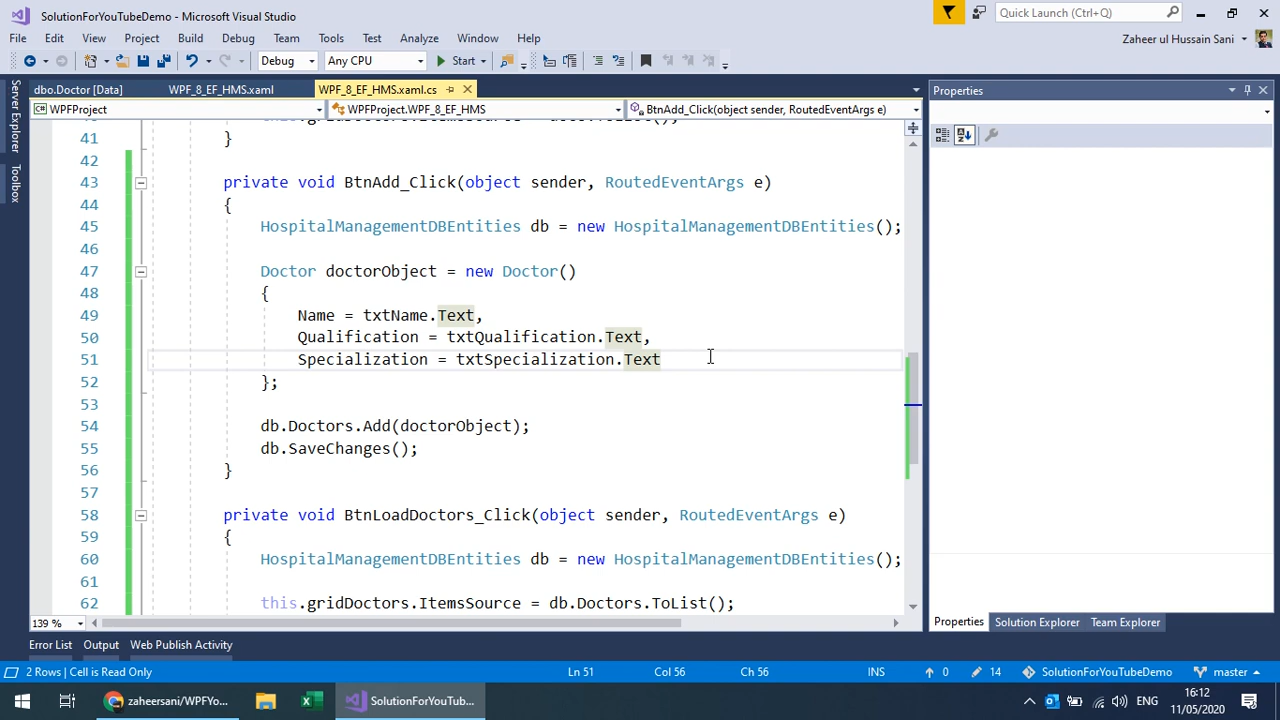 SolutionForYouTubeDemo - Microsoft Visual Studio
Quick Launch (Ctrl+Q)
File Edit View Project Build Debug Team Tools Test Analyze Window Help
Zaheer ul Hussain Sani
Debug Any CPU Start
dbo.Doctor [Data] WPF_8_EF_HMS.xaml WPF_8_EF_HMS.xaml.cs
Properties
C# WPFProject WPFProject.WPF_8_EF_HMS BtnAdd_Click(object sender, RoutedEventArgs e)
Server Explorer
Toolbox
41 }
42
43 private void BtnAdd_Click(object sender, RoutedEventArgs e)
44 {
45 HospitalManagementDBEntities db = new HospitalManagementDBEntities();
46
47 Doctor doctorObject = new Doctor()
48 {
49 Name = txtName.Text,
50 Qualification = txtQualification.Text,
51 Specialization = txtSpecialization.Text
52 };
53
54 db.Doctors.Add(doctorObject);
55 db.SaveChanges();
56 }
57
58 private void BtnLoadDoctors_Click(object sender, RoutedEventArgs e)
59 {
60 HospitalManagementDBEntities db = new HospitalManagementDBEntities();
61
62 this.gridDoctors.ItemsSource = db.Doctors.ToList();
139 %
Properties Solution Explorer Team Explorer
Error List Output Web Publish Activity
2 Rows | Cell is Read Only Ln 51 Col 56 Ch 56 INS 0 14 SolutionForYouTubeDemo master
zaheersani/WPFYo... SolutionForYouTu... ENG 16:12
11/05/2020